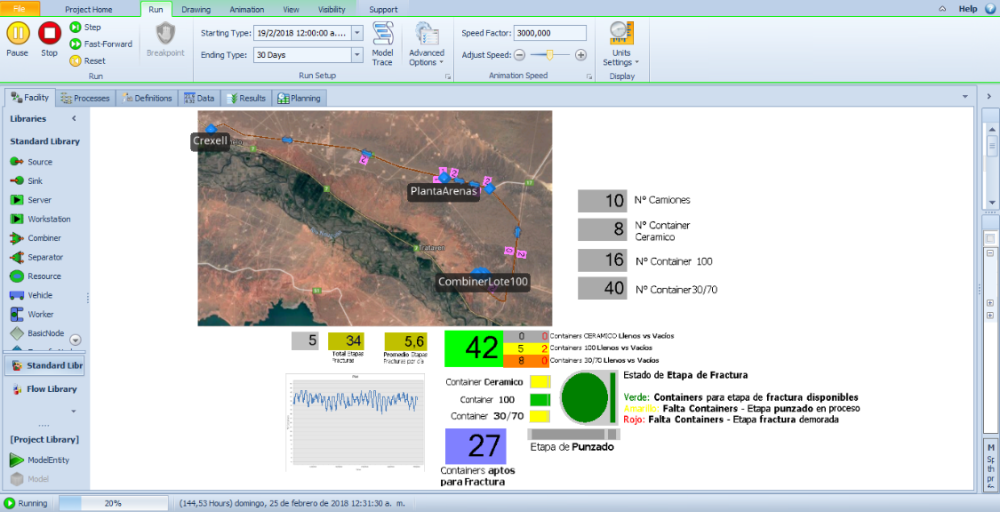 File
Project Home
Run
Drawing
Animation
View
Visibility
Support
Help
Pause
Stop
Step
Fast-Forward
Reset
Run
Breakpoint
Starting Type: 19/2/2018 12:00:00 a....
Ending Type: 30 Days
Run Setup
Model
Trace
Advanced
Options
Speed Factor: 3000,000
Adjust Speed:
Animation Speed
Units
Settings
Display
Facility
Processes
Definitions
Data
Results
Planning
Libraries
Standard Library
Source
Sink
Server
Workstation
Combiner
Separator
Resource
Vehicle
Worker
BasicNode
Standard Libr
Flow Library
[Project Library]
ModelEntity
Model
Crexell
PlantaArenas
Tratayen
CombinerLote100
10 Nº Camiones
8 Nº Container
Ceramico
16 Nº Container 100
40 Nº Container30/70
5
34
Total Etapas
Fracturas
5,6
Promedio Etapas
Fracturas por dia
42
0 0 Containers CERAMICO Llenos vs Vacíos
5 2 Containers 100 Llenos vs Vacíos
8 0 Containers 30/70 Llenos vs Vacíos
Container Ceramico
Container 100
Container 30/70
27
Containers aptos
para Fractura
Etapa de Punzado
Estado de Etapa de Fractura
Verde: Containers para etapa de fractura disponibles
Amarillo: Falta Containers - Etapa punzado en proceso
Rojo: Falta Containers - Etapa fractura demorada
M
Running
20%
(144,53 Hours) domingo, 25 de febrero de 2018 12:31:30 a. m.